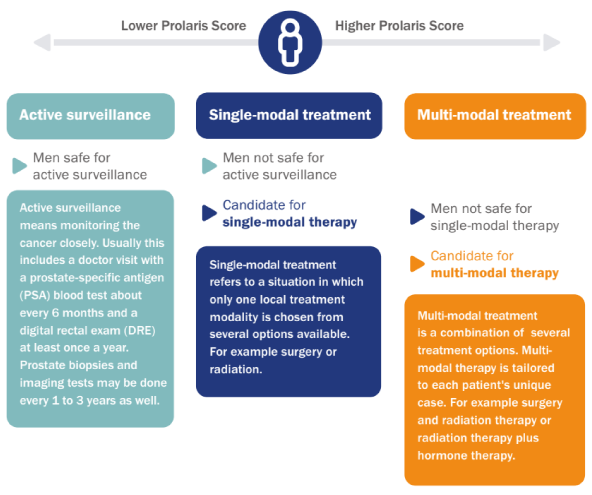 Lower Prolaris Score
Higher Prolaris Score
Active surveillance
Men safe for
active surveillance
Active surveillance
means monitoring the
cancer closely. Usually this
includes a doctor visit with
a prostate-specific antigen
(PSA) blood test about
every 6 months and a
digital rectal exam (DRE)
at least once a year.
Prostate biopsies and
imaging tests may be done
every 1 to 3 years as well.
Single-modal treatment
Men not safe for
active surveillance
Candidate for
single-modal therapy
Single-modal treatment
refers to a situation in which
only one local treatment
modality is chosen from
several options available.
For example surgery or
radiation.
Multi-modal treatment
Men not safe for
single-modal therapy
Candidate for
multi-modal therapy
Multi-modal treatment
is a combination of several
treatment options. Multi-
modal therapy is tailored
to each patient's unique
case. For example surgery
and radiation therapy or
radiation therapy plus
hormone therapy.